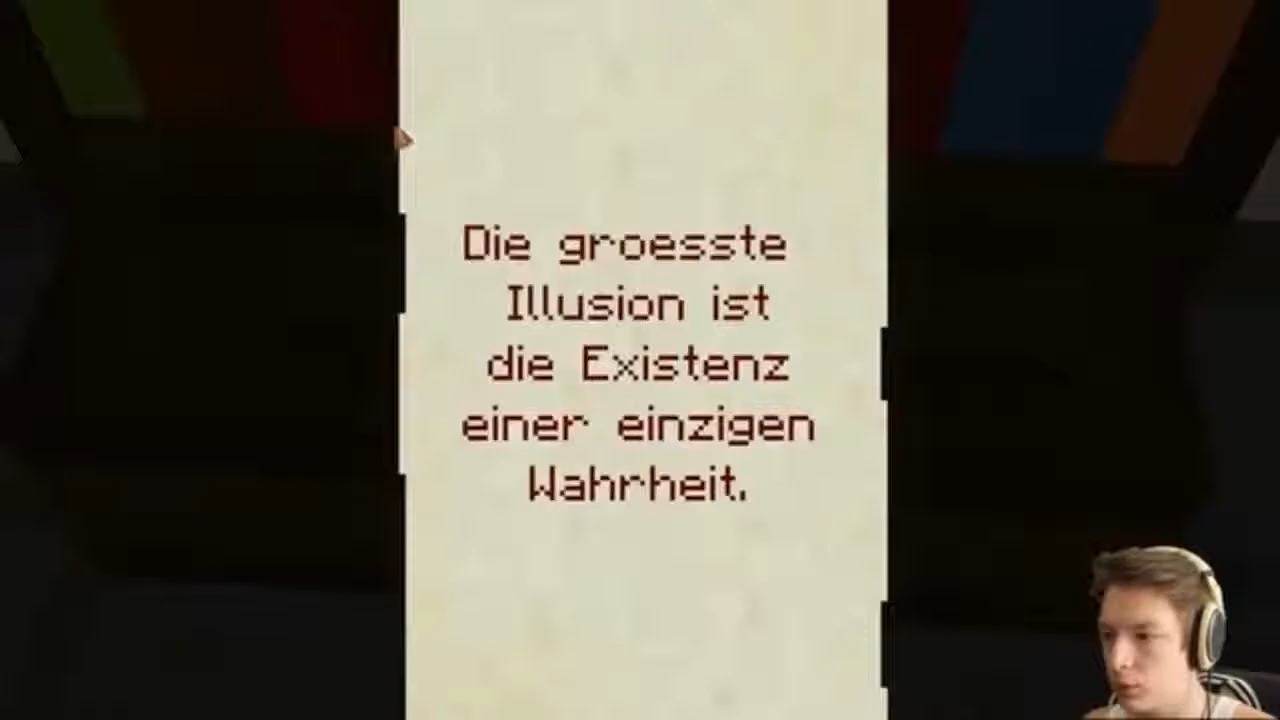 Die groesste
Illusion ist
die Existenz
einer einzigen
Wahrheit.